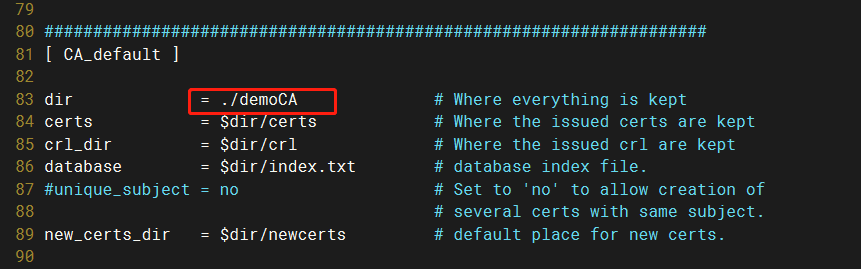 79
80 ####################################################################
81 [ CA_default ]
82
83 dir             = ./demoCA              # Where everything is kept
84 certs           = $dir/certs            # Where the issued certs are kept
85 crl_dir         = $dir/crl              # Where the issued crl are kept
86 database        = $dir/index.txt        # database index file.
87 #unique_subject = no                    # Set to 'no' to allow creation of
88                                         # several certs with same subject.
89 new_certs_dir   = $dir/newcerts         # default place for new certs.
90